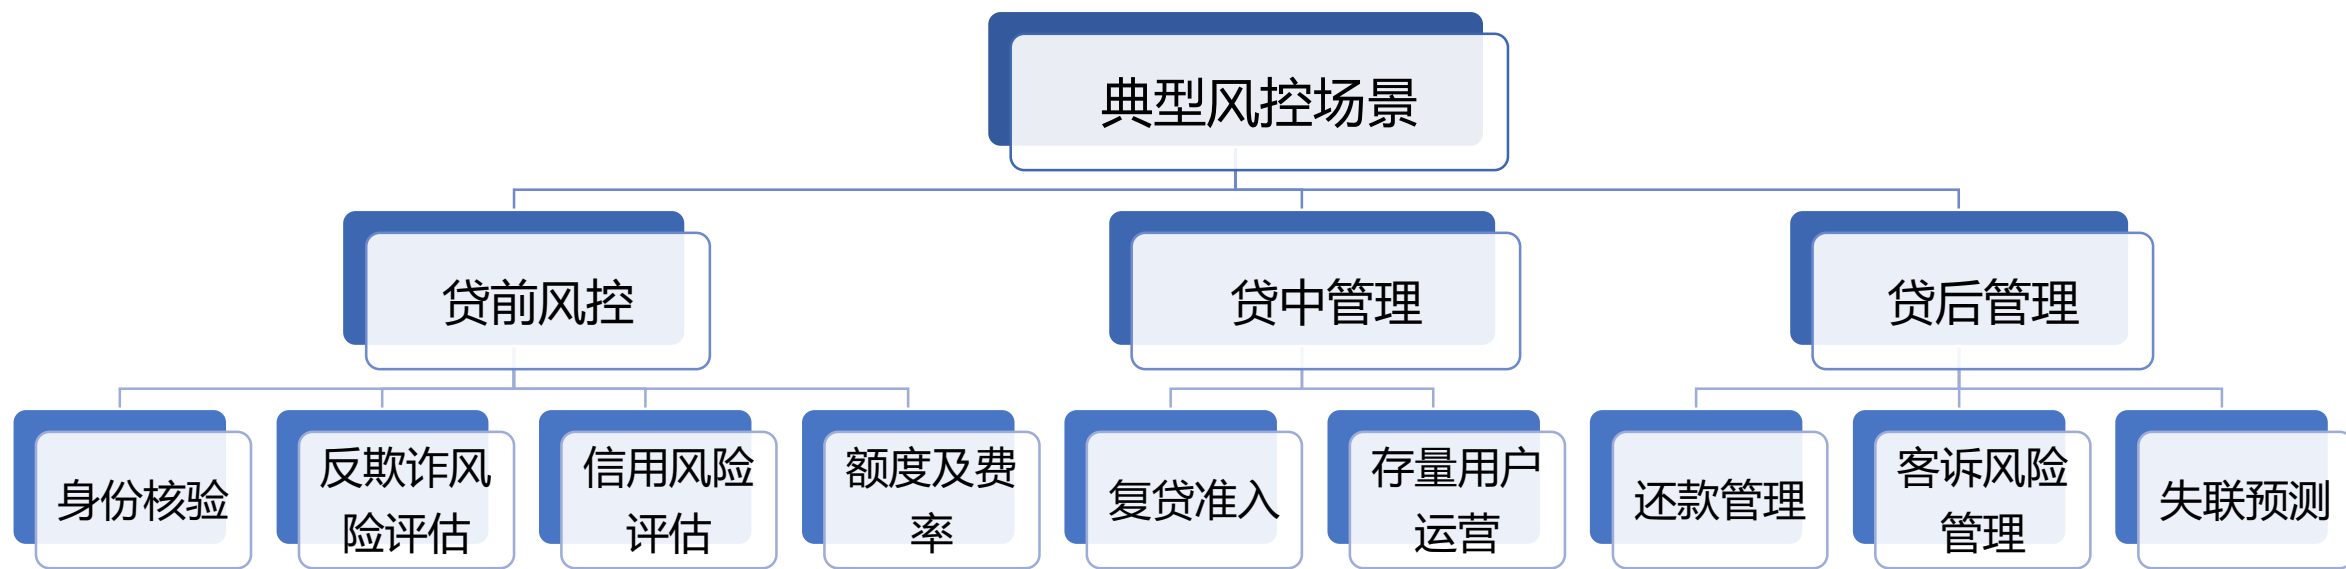 典型风控场景
贷前风控
贷中管理
贷后管理
身份核验
反欺诈风
险评估
信用风险
评估
额度及费
率
复贷准入
存量用户
运营
还款管理
客诉风险
管理
失联预测